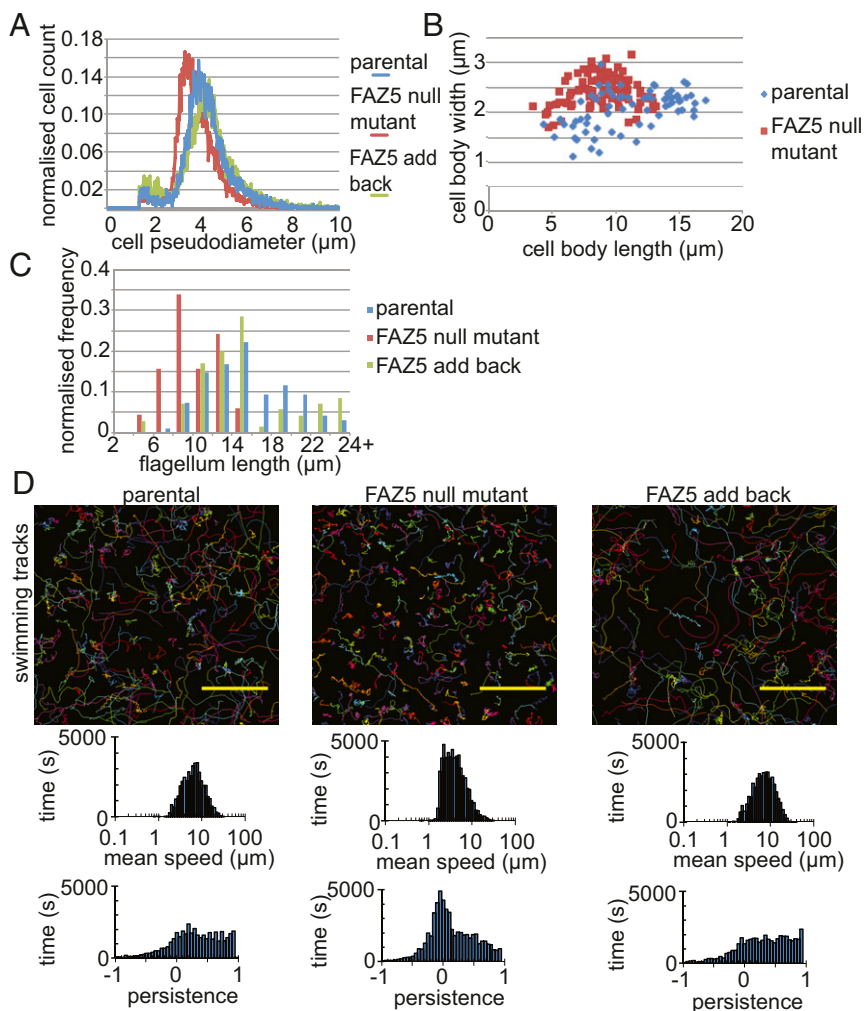 A
normalised cell count
0.18
0.14
0.12
0.08
0.06
0.02
0 2 4 6 8 10
cell pseudodiameter (µm)
parental
FAZ5 null
mutant
FAZ5 add
back
B
cell body width (µm)
3
2
1
0
0 5 10 15 20
cell body length (µm)
parental
FAZ5 null
mutant
C
normalised frequency
0.4
0.3
0.2
0.1
0
2 6 10 14 18 22 24+
flagellum length (µm)
parental
FAZ5 null mutant
FAZ5 add back
D
parental FAZ5 null mutant FAZ5 add back
swimming tracks
time (s)
5000
0
0.1 1 10 100
mean speed (µm)
time (s)
5000
0
0.1 1 10 100
mean speed (µm)
time (s)
5000
0
0.1 1 10 100
mean speed (µm)
time (s)
5000
0
-1 0 1
persistence
time (s)
5000
0
-1 0 1
persistence
time (s)
5000
0
-1 0 1
persistence